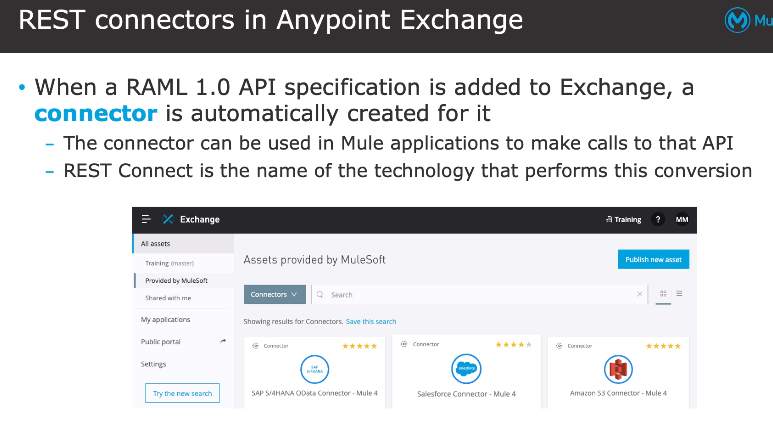 REST connectors in Anypoint Exchange
Mu
• When a RAML 1.0 API specification is added to Exchange, a
connector is automatically created for it
– The connector can be used in Mule applications to make calls to that API
– REST Connect is the name of the technology that performs this conversion
Exchange
Training
?
MM
All assets
Training (master)
Provided by MuleSoft
Shared with me
My applications
Public portal
Settings
Try the new search
Assets provided by MuleSoft
Publish new asset
Connectors
Search
Showing results for Connectors. Save this search
Connector
SAP
S/4HANA
SAP S/4HANA OData Connector - Mule 4
Connector
salesforce
Salesforce Connector - Mule 4
Connector
Amazon S3 Connector - Mule 4